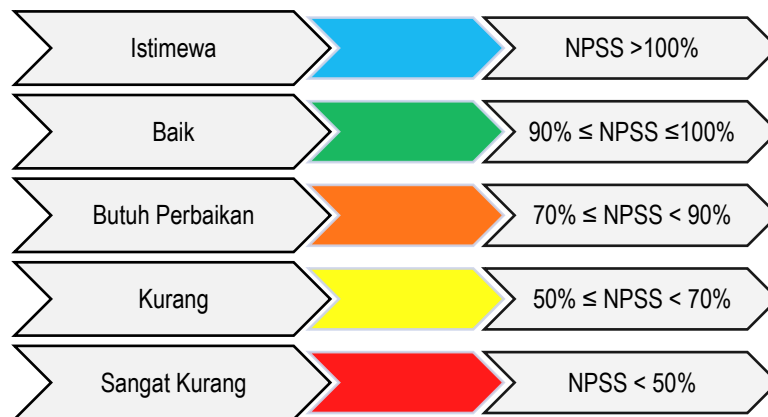 Istimewa
NPSS >100%
Baik
90% ≤ NPSS ≤100%
Butuh Perbaikan
70% ≤ NPSS < 90%
Kurang
50% ≤ NPSS < 70%
Sangat Kurang
NPSS < 50%